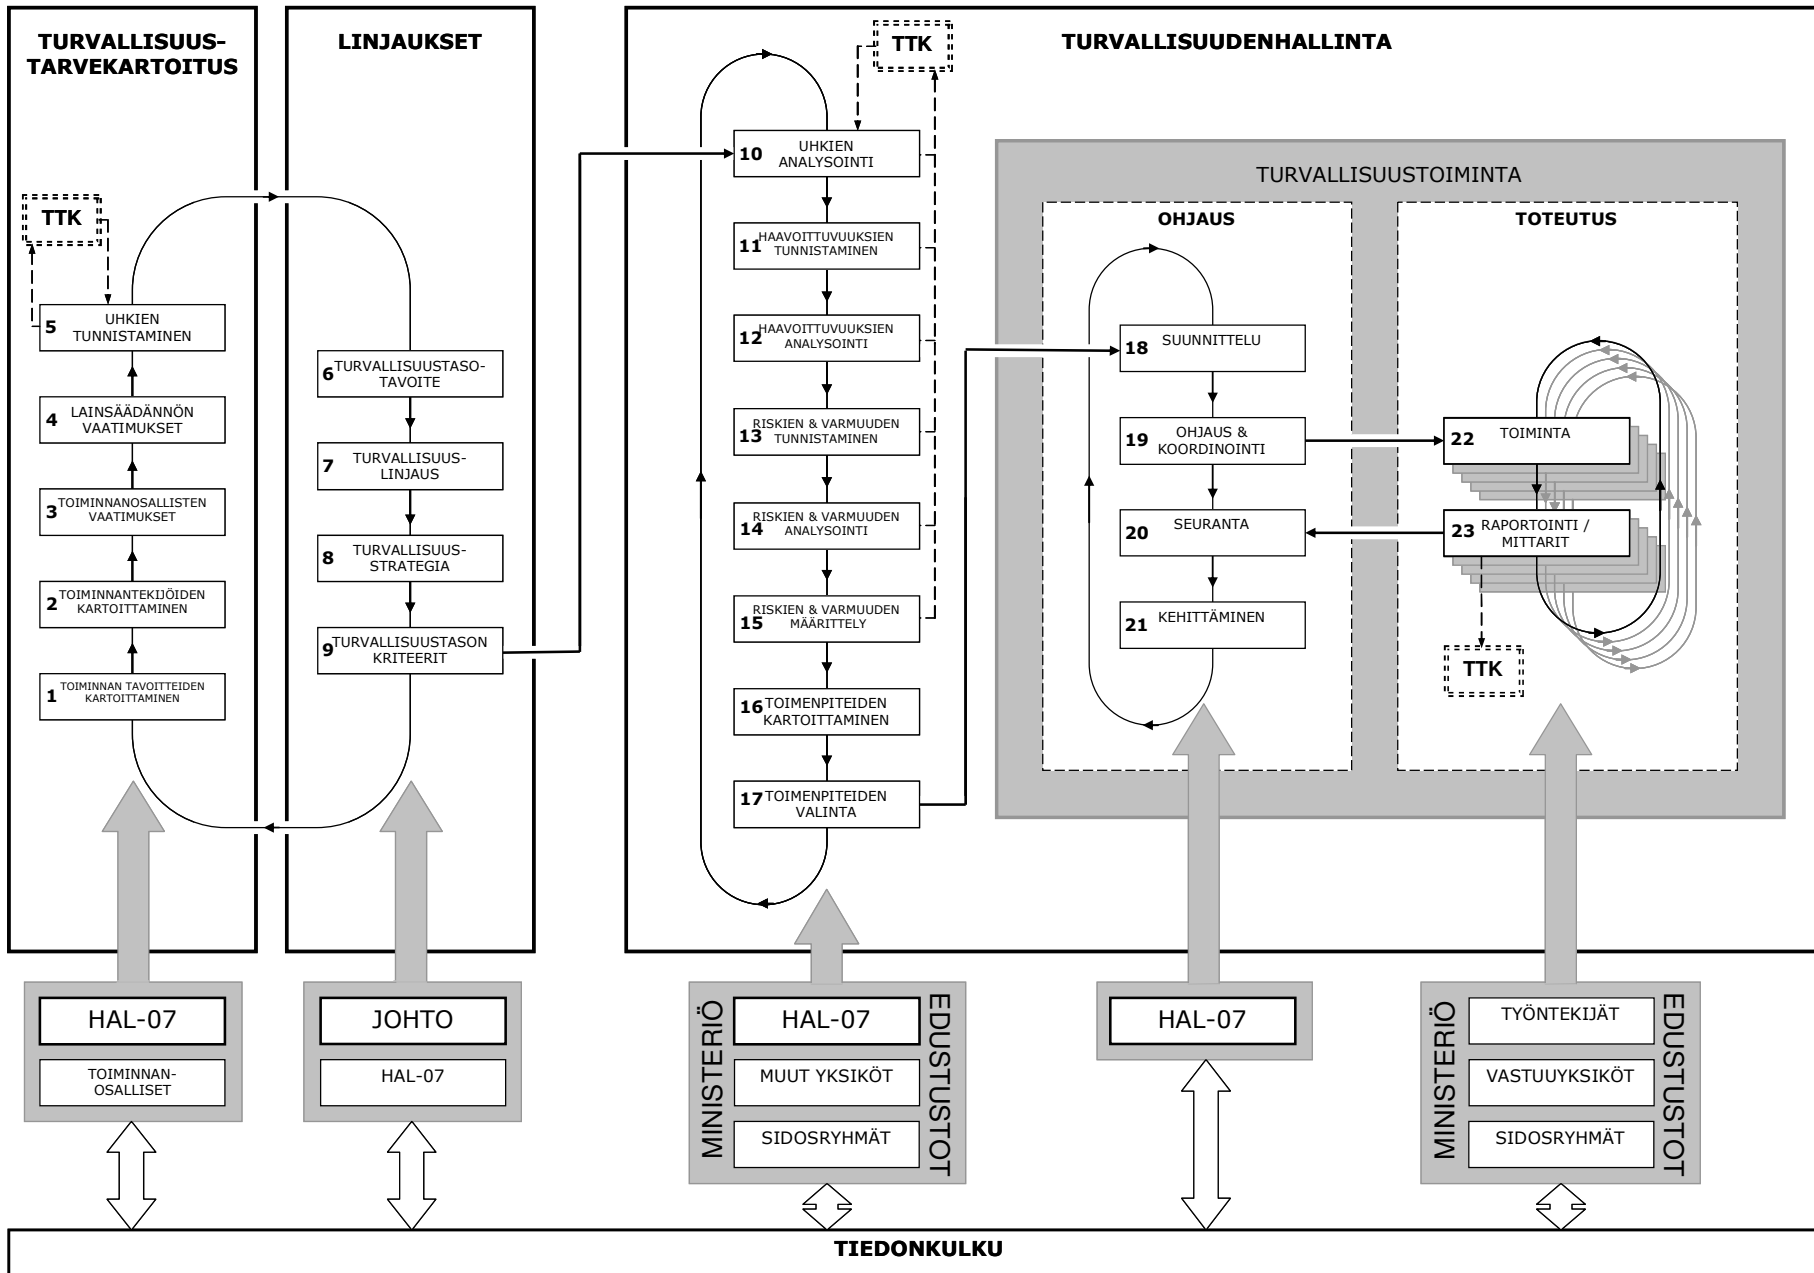 TURVALLISUUS-
TARVEKARTOITUS
TTK
5 UHKIEN
TUNNISTAMINEN
4 LAINSÄÄDÄNNÖN
VAATIMUKSET
3 TOIMINNANOSALLISTEN
VAATIMUKSET
2 TOIMINNANTEKIJÖIDEN
KARTOITTAMINEN
1 TOIMINNAN TAVOITTEIDEN
KARTOITTAMINEN
LINJAUKSET
6 TURVALLISUUSTASO-
TAVOITE
7 TURVALLISUUS-
LINJAUS
8 TURVALLISUUS-
STRATEGIA
9 TURVALLISUUSTASON
KRITEERIT
TURVALLISUUDENHALLINTA
TTK
10 UHKIEN
ANALYSOINTI
11 HAAVOITTUVUUKSIEN
TUNNISTAMINEN
12 HAAVOITTUVUUKSIEN
ANALYSOINTI
13 RISKIEN & VARMUUDEN
TUNNISTAMINEN
14 RISKIEN & VARMUUDEN
ANALYSOINTI
15 RISKIEN & VARMUUDEN
MÄÄRITTELY
16 TOIMENPITEIDEN
KARTOITTAMINEN
17 TOIMENPITEIDEN
VALINTA
TURVALLISUUSTOIMINTA
OHJAUS
18 SUUNNITTELU
19 OHJAUS &
KOORDINOINTI
20 SEURANTA
21 KEHITTÄMINEN
TOTEUTUS
22 TOIMINTA
23 RAPORTOINTI /
MITTARIT
TTK
HAL-07
TOIMINNAN-
OSALLISET
JOHTO
HAL-07
MINISTERIÖ
HAL-07
MUUT YKSIKÖT
SIDOSRYHMÄT
EDUSTUSTOT
HAL-07
MINISTERIÖ
TYÖNTEKIJÄT
VASTUUYKSIKÖT
SIDOSRYHMÄT
EDUSTUSTOT
TIEDONKULKU